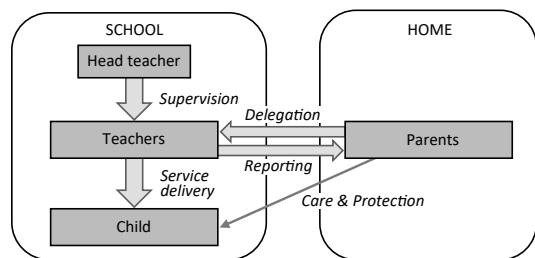 SCHOOL
HOME
Head teacher
Supervision
Delegation
Teachers
Parents
Reporting
Service
delivery
Care & Protection
Child